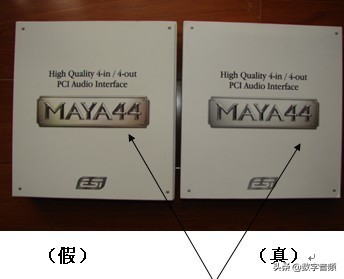 High Quality 4-in / 4-out
PCI Audio Interface
MAYA44
ESI
High Quality 4-in / 4-out
PCI Audio Interface
MAYA44
ESI
（假）
（真）
头条@数字音频